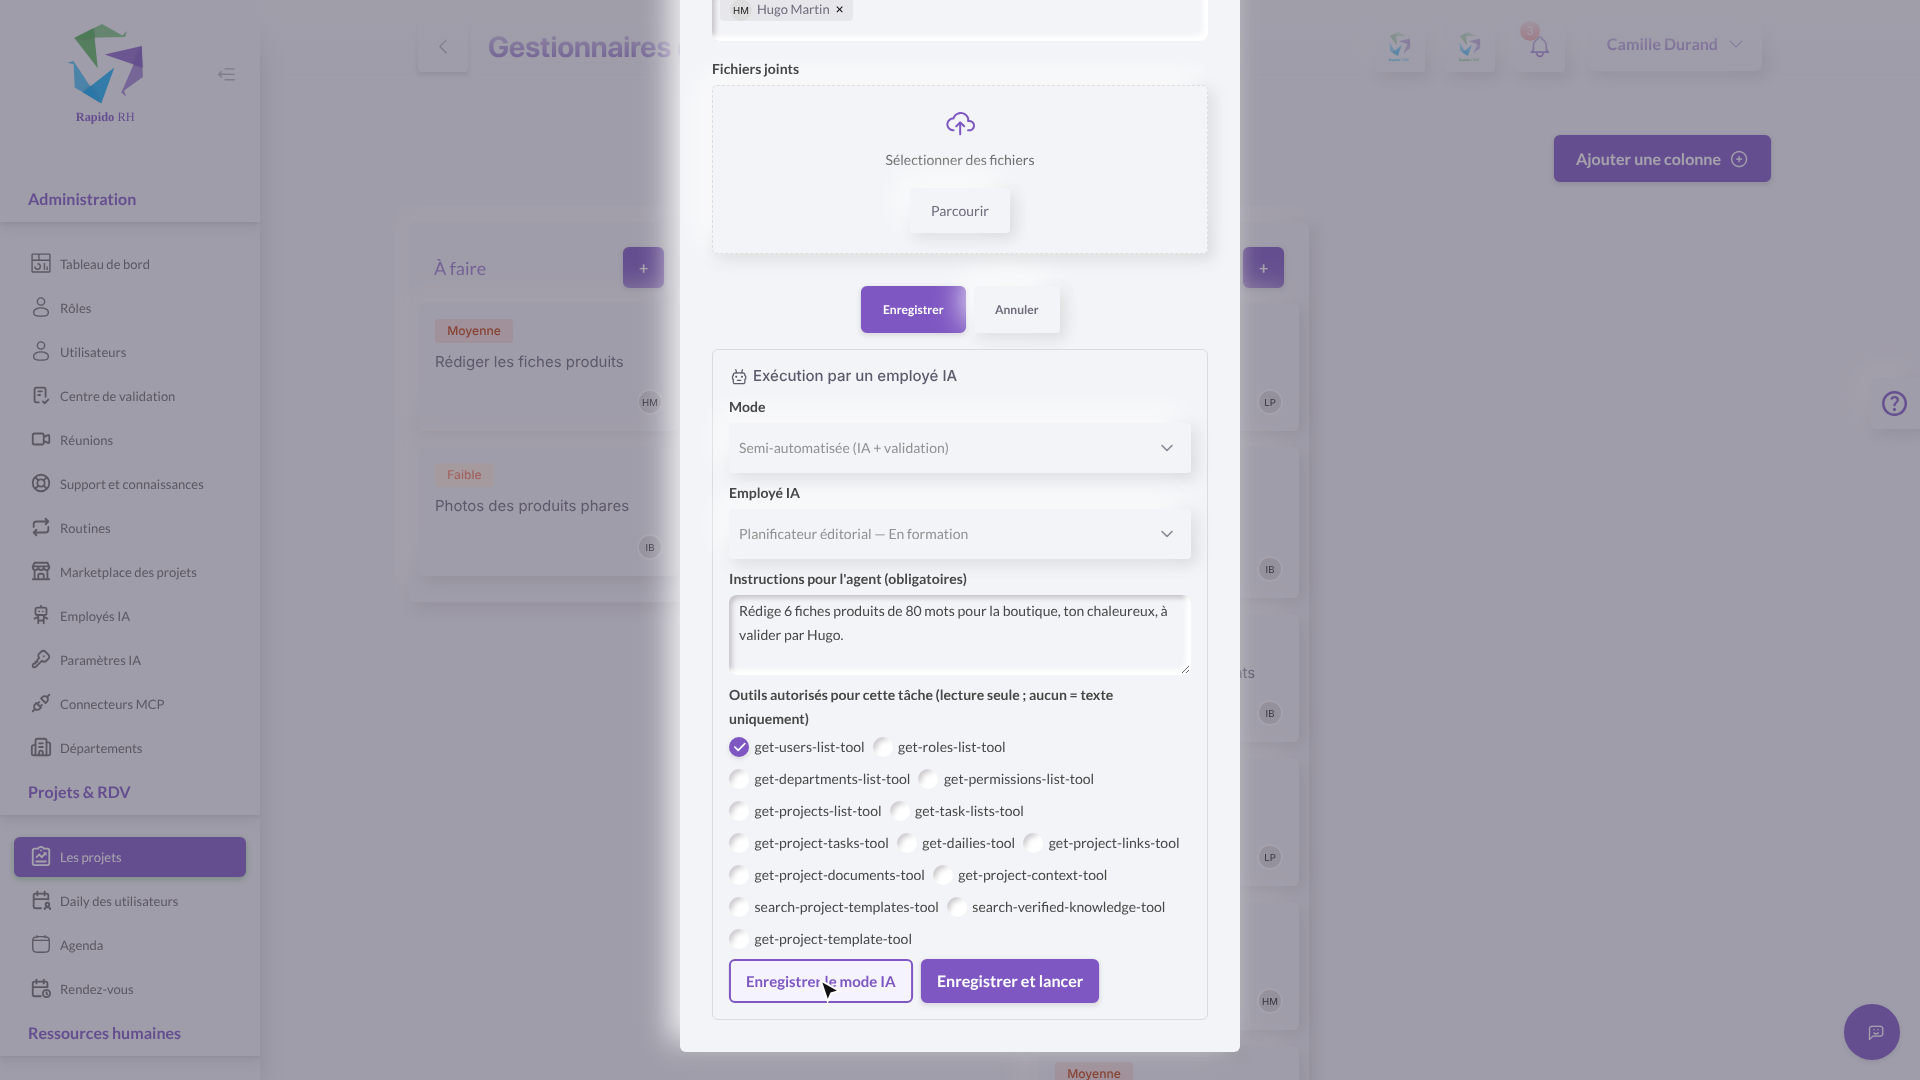 HM Hugo Martin ×
Gestionnaires
3
Camille Durand
Rapido RH
Fichiers joints
Sélectionner des fichiers
Parcourir
Ajouter une colonne
Administration
Tableau de bord
Rôles
Utilisateurs
Centre de validation
Réunions
Support et connaissances
Routines
Marketplace des projets
Employés IA
Paramètres IA
Connecteurs MCP
Départements
Projets & RDV
Les projets
Daily des utilisateurs
Agenda
Rendez-vous
Ressources humaines
À faire
+
Moyenne
Rédiger les fiches produits
HM
Faible
Photos des produits phares
IB
Enregistrer
Annuler
Exécution par un employé IA
Mode
Semi-automatisée (IA + validation)
Employé IA
Planificateur éditorial — En formation
Instructions pour l'agent (obligatoires)
Rédige 6 fiches produits de 80 mots pour la boutique, ton chaleureux, à
valider par Hugo.
Outils autorisés pour cette tâche (lecture seule ; aucun = texte
uniquement)
get-users-list-tool get-roles-list-tool
get-departments-list-tool get-permissions-list-tool
get-projects-list-tool get-task-lists-tool
get-project-tasks-tool get-dailies-tool get-project-links-tool
get-project-documents-tool get-project-context-tool
search-project-templates-tool search-verified-knowledge-tool
get-project-template-tool
Enregistrer le mode IA
Enregistrer et lancer
+
LP
IB
nts
IB
LP
HM
Moyenne